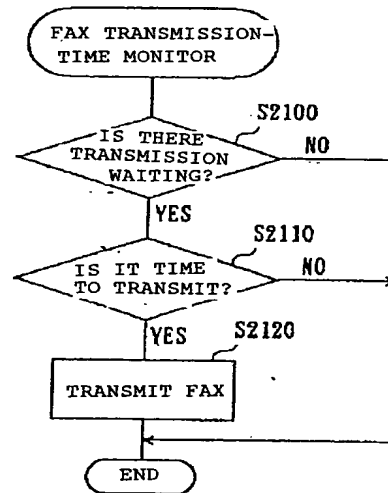 FAX TRANSMISSION-
TIME MONITOR
S2100
IS THERE
TRANSMISSION
WAITING?
NO
YES
S2110
IS IT TIME
TO TRANSMIT?
NO
YES
S2120
TRANSMIT FAX
END